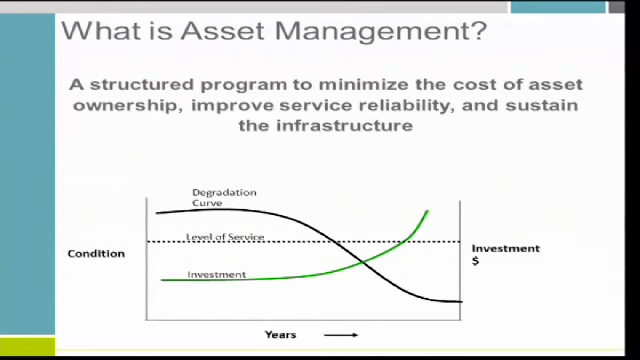 What is Asset Management?
A structured program to minimize the cost of asset
ownership, improve service reliability, and sustain
the infrastructure
Degradation
Curve
Level of Service
Condition
Investment
$
Investment
Years